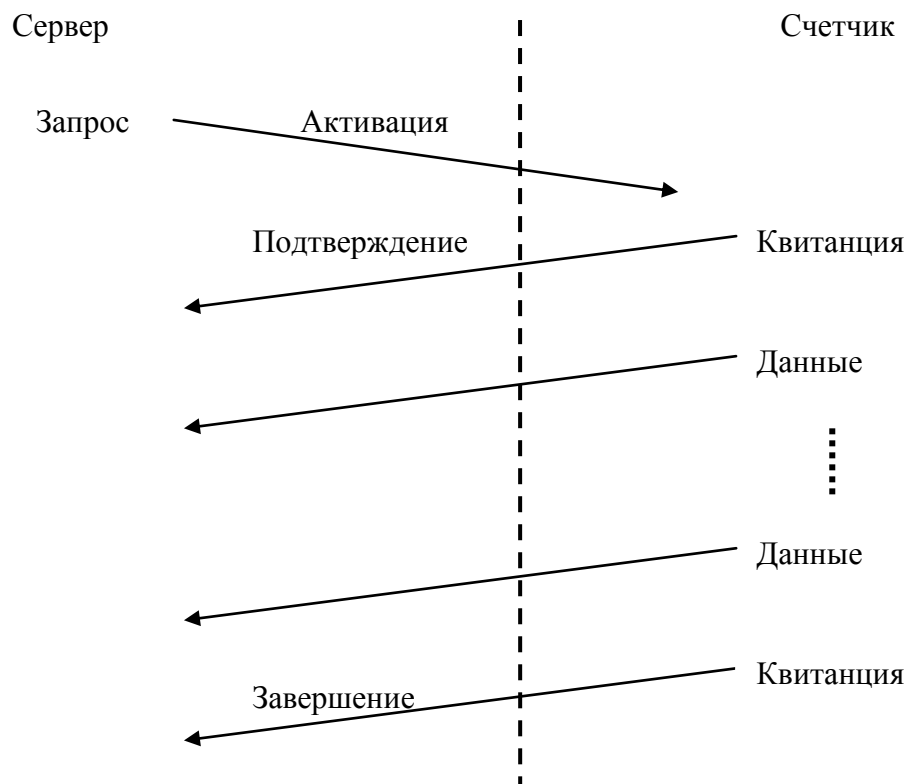 Сервер
Счетчик
Запрос
Активация
Подтверждение
Квитанция
Данные
Данные
Завершение
Квитанция